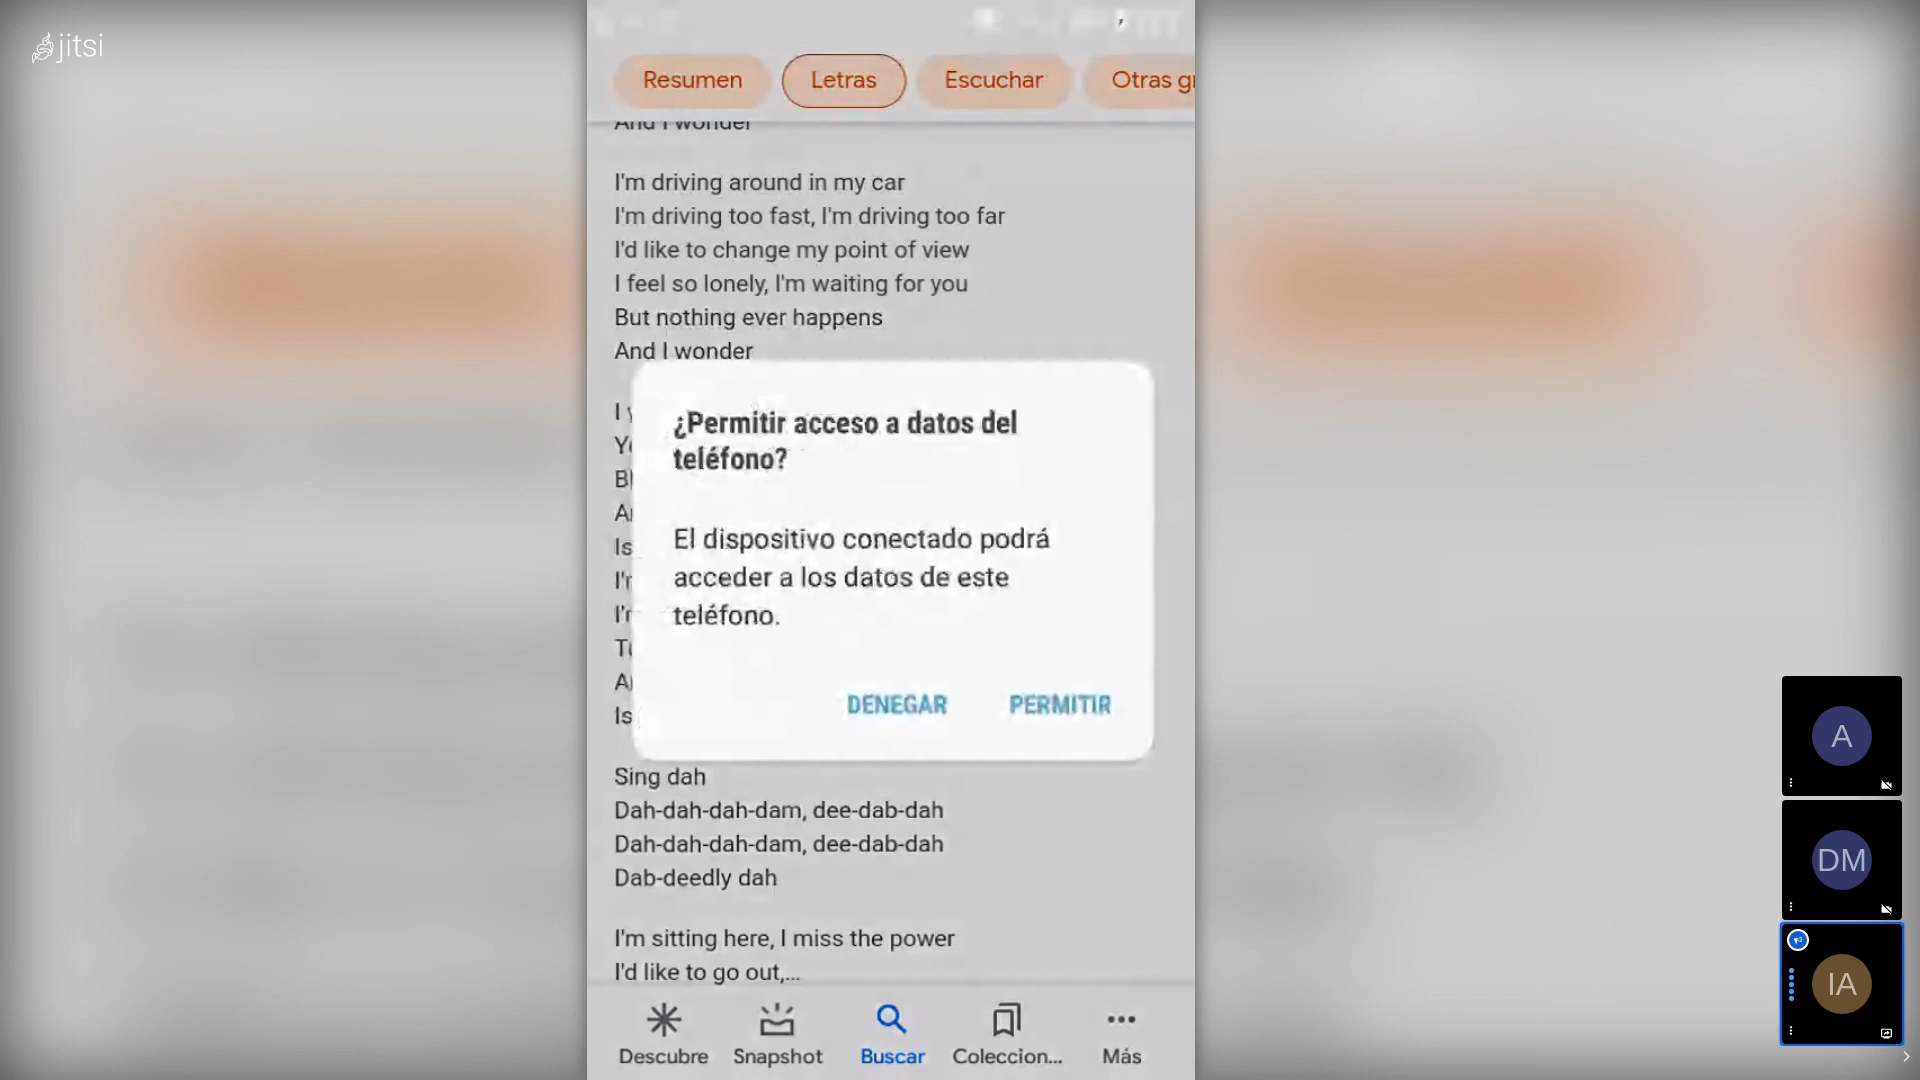 jitsi
Resumen
Letras
Escuchar
Otras gr
And I wonder
I'm driving around in my car
I'm driving too fast, I'm driving too far
I'd like to change my point of view
I feel so lonely, I'm waiting for you
But nothing ever happens
And I wonder
¿Permitir acceso a datos del
teléfono?
El dispositivo conectado podrá
acceder a los datos de este
teléfono.
DENEGAR
PERMITIR
Sing dah
Dah-dah-dah-dam, dee-dab-dah
Dah-dah-dah-dam, dee-dab-dah
Dab-deedly dah
I'm sitting here, I miss the power
I'd like to go out,...
Descubre
Snapshot
Buscar
Coleccion...
Más
A
DM
IA